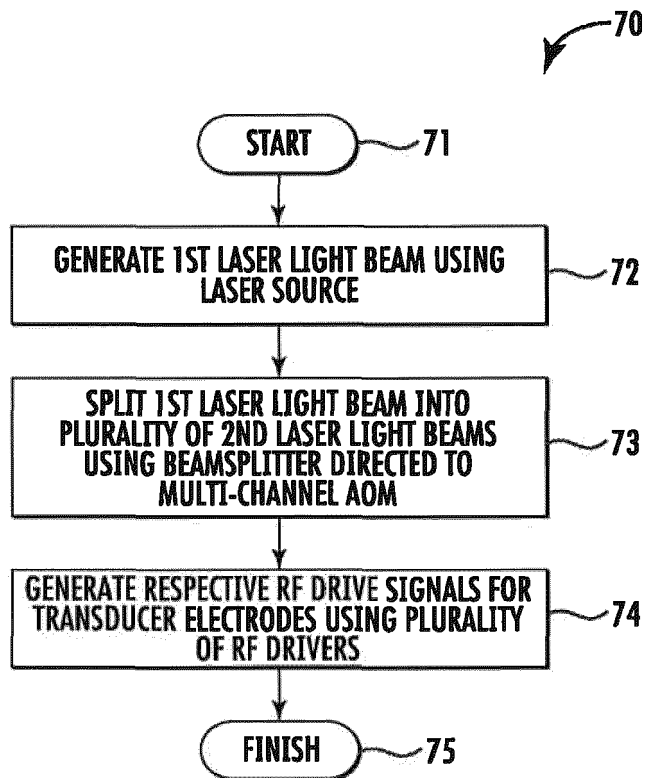 70
START 71
GENERATE 1ST LASER LIGHT BEAM USING
LASER SOURCE
72
SPLIT 1ST LASER LIGHT BEAM INTO
PLURALITY OF 2ND LASER LIGHT BEAMS
USING BEAMSPLITTER DIRECTED TO
MULTI-CHANNEL AOM
73
GENERATE RESPECTIVE RF DRIVE SIGNALS FOR
TRANSDUCER ELECTRODES USING PLURALITY
OF RF DRIVERS
74
FINISH 75